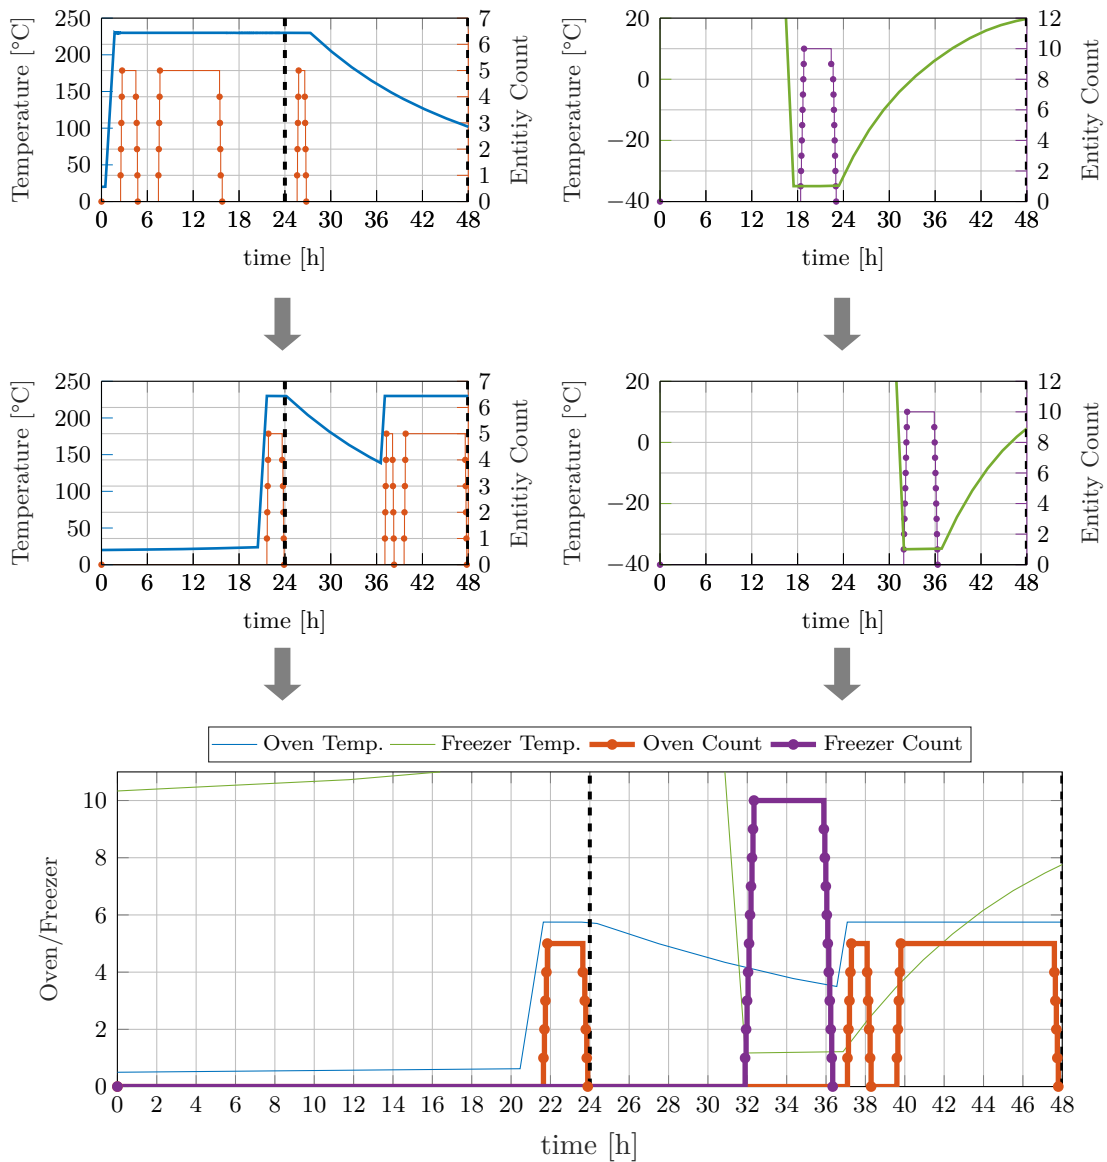 250
200
150
100
50
0
Temperature [°C]
7
6
5
4
3
2
1
0
Entitiy Count
0 6 12 18 24 30 36 42 48
time [h]
20
0
−20
−40
Temperature [°C]
12
10
8
6
4
2
0
Entity Count
0 6 12 18 24 30 36 42 48
time [h]
250
200
150
100
50
0
Temperature [°C]
7
6
5
4
3
2
1
0
Entitiy Count
0 6 12 18 24 30 36 42 48
time [h]
20
0
−20
−40
Temperature [°C]
12
10
8
6
4
2
0
Entity Count
0 6 12 18 24 30 36 42 48
time [h]
Oven Temp. Freezer Temp. Oven Count Freezer Count
10
8
6
4
2
0
Oven/Freezer
0 2 4 6 8 10 12 14 16 18 20 22 24 26 28 30 32 34 36 38 40 42 44 46 48
time [h]